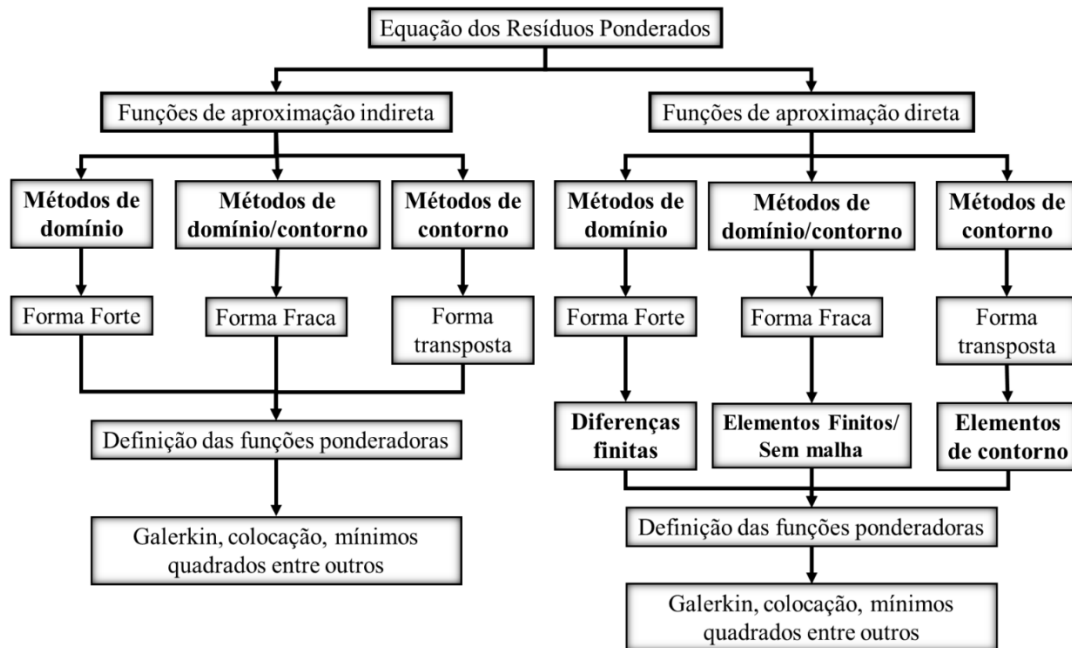 Equação dos Resíduos Ponderados
Funções de aproximação indireta
Funções de aproximação direta
Métodos de
domínio
Métodos de
domínio/contorno
Métodos de
contorno
Métodos de
domínio
Métodos de
domínio/contorno
Métodos de
contorno
Forma Forte
Forma Fraca
Forma
transposta
Forma Forte
Forma Fraca
Forma
transposta
Diferenças
finitas
Elementos Finitos/
Sem malha
Elementos
de contorno
Definição das funções ponderadoras
Galerkin, colocação, mínimos
quadrados entre outros
Definição das funções ponderadoras
Galerkin, colocação, mínimos
quadrados entre outros